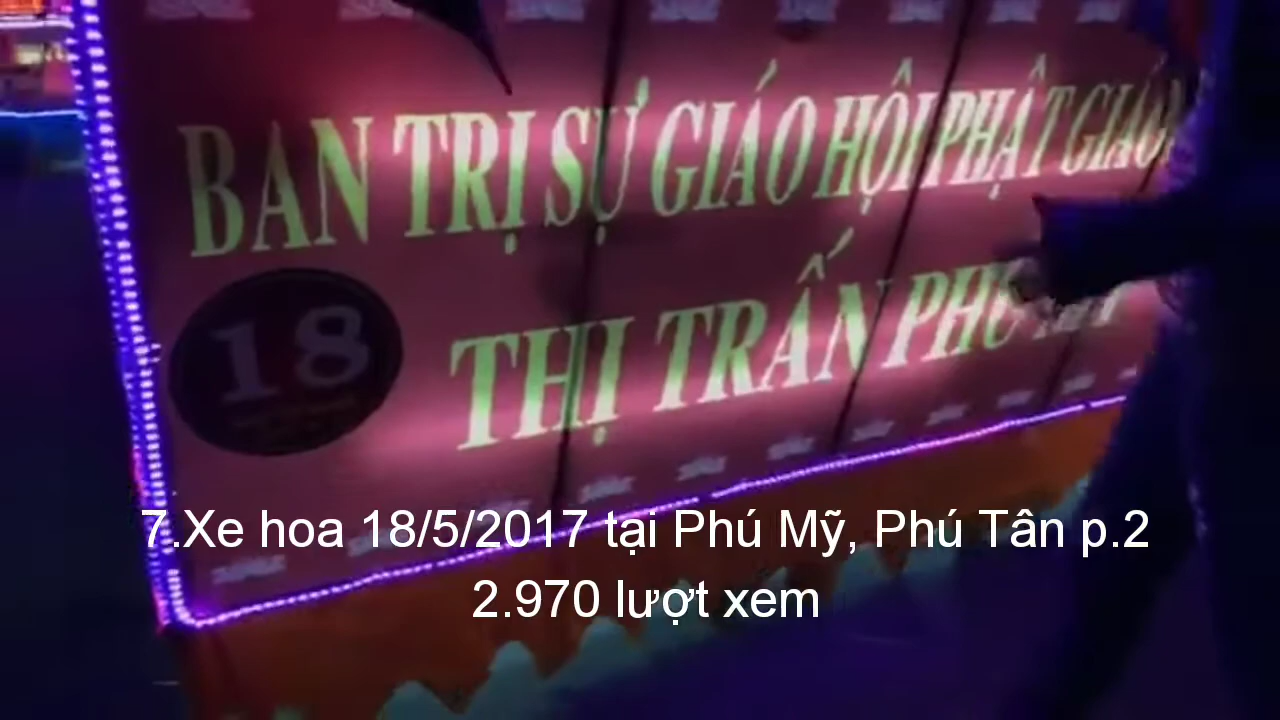 BAN TRỊ SỰ GIÁO HỘI PHẬT GIÁO
THỊ TRẤN PHÚ
18
7.Xe hoa 18/5/2017 tại Phú Mỹ, Phú Tân p.2
2.970 lượt xem